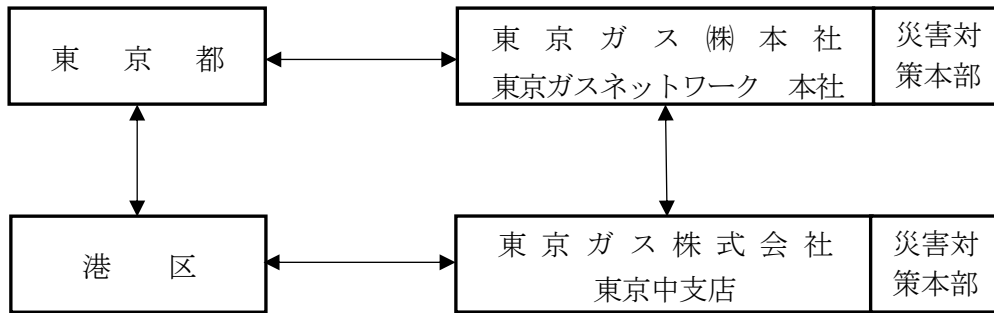 東京都
東京ガス㈱本社
東京ガスネットワーク 本社
災害対
策本部
港区
東京ガス株式会社
東京中支店
災害対
策本部